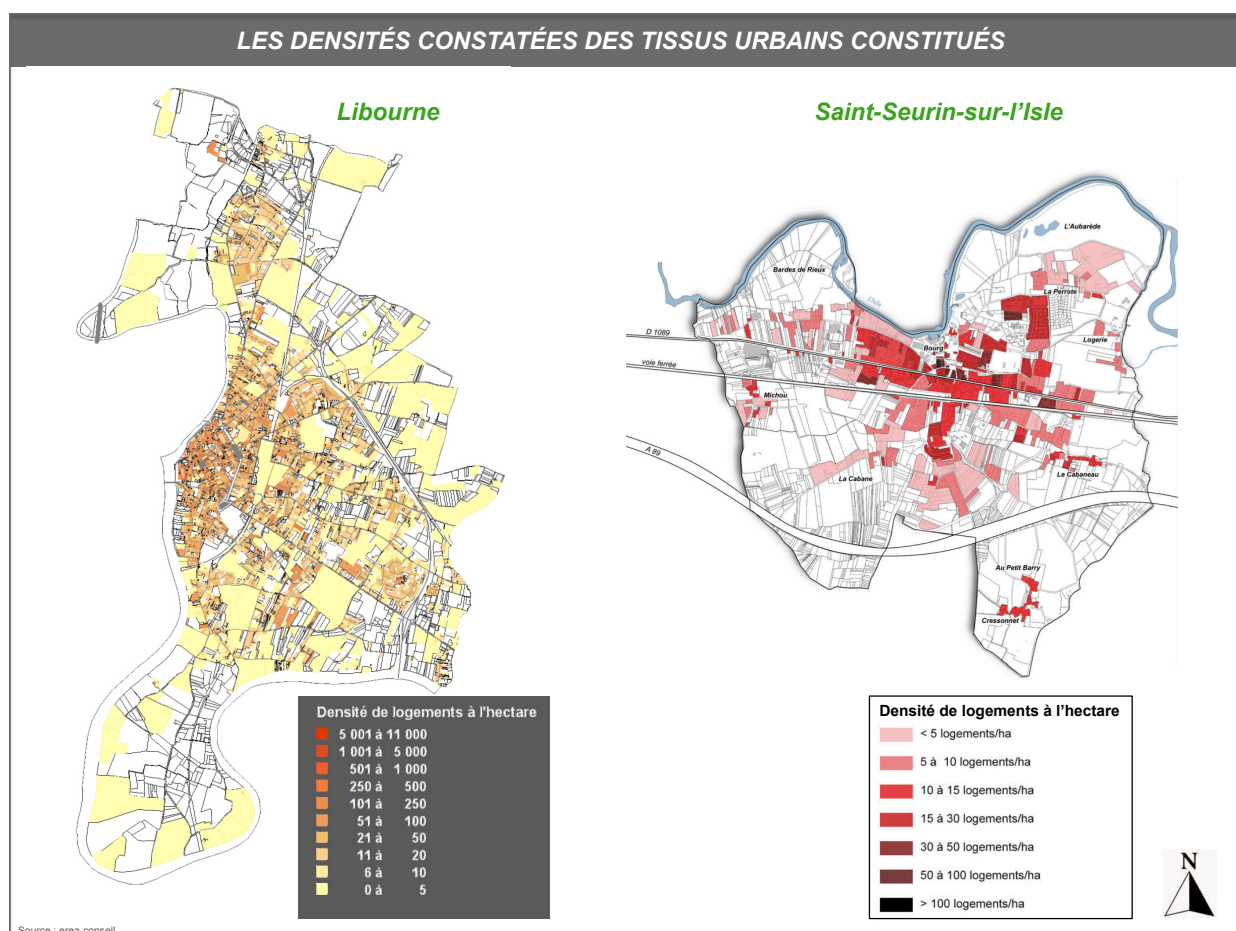 LES DENSITÉS CONSTATÉES DES TISSUS URBAINS CONSTITUÉS
Libourne
Saint-Seurin-sur-l'Isle
L'Aubarède
Bardes de Rieux
L'Isle
La Perrote
D 1089
Bourg
Logerie
voie ferrée
Michou
A 89
La Cabane
Le Cabaneau
Au Petit Barry
Cressonnet
Densité de logements à l'hectare
5 001 à 11 000
1 001 à 5 000
501 à 1 000
250 à 500
101 à 250
51 à 100
21 à 50
11 à 20
6 à 10
0 à 5
Densité de logements à l'hectare
< 5 logements/ha
5 à 10 logements/ha
10 à 15 logements/ha
15 à 30 logements/ha
30 à 50 logements/ha
50 à 100 logements/ha
> 100 logements/ha
N
Source : erea-conseil